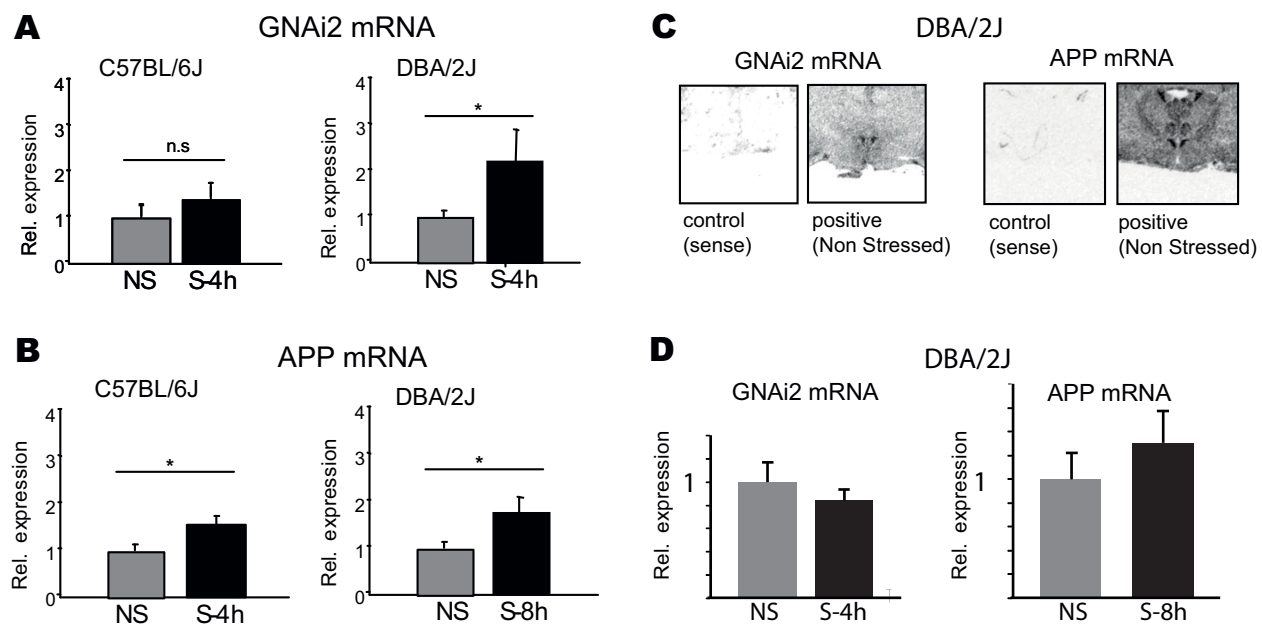 A
GNAi2 mRNA
C57BL/6J
DBA/2J
Rel. expression
4
3
2
1
0
n.s
NS
S-4h
Rel. expression
4
3
2
1
0
*
NS
S-4h
B
APP mRNA
C57BL/6J
DBA/2J
Rel. expression
4
3
2
1
0
*
NS
S-4h
Rel. expression
4
3
2
1
0
*
NS
S-8h
C
DBA/2J
GNAi2 mRNA
APP mRNA
control
(sense)
positive
(Non Stressed)
control
(sense)
positive
(Non Stressed)
D
DBA/2J
GNAi2 mRNA
APP mRNA
Rel. expression
1
NS
S-4h
Rel. expression
1
NS
S-8h